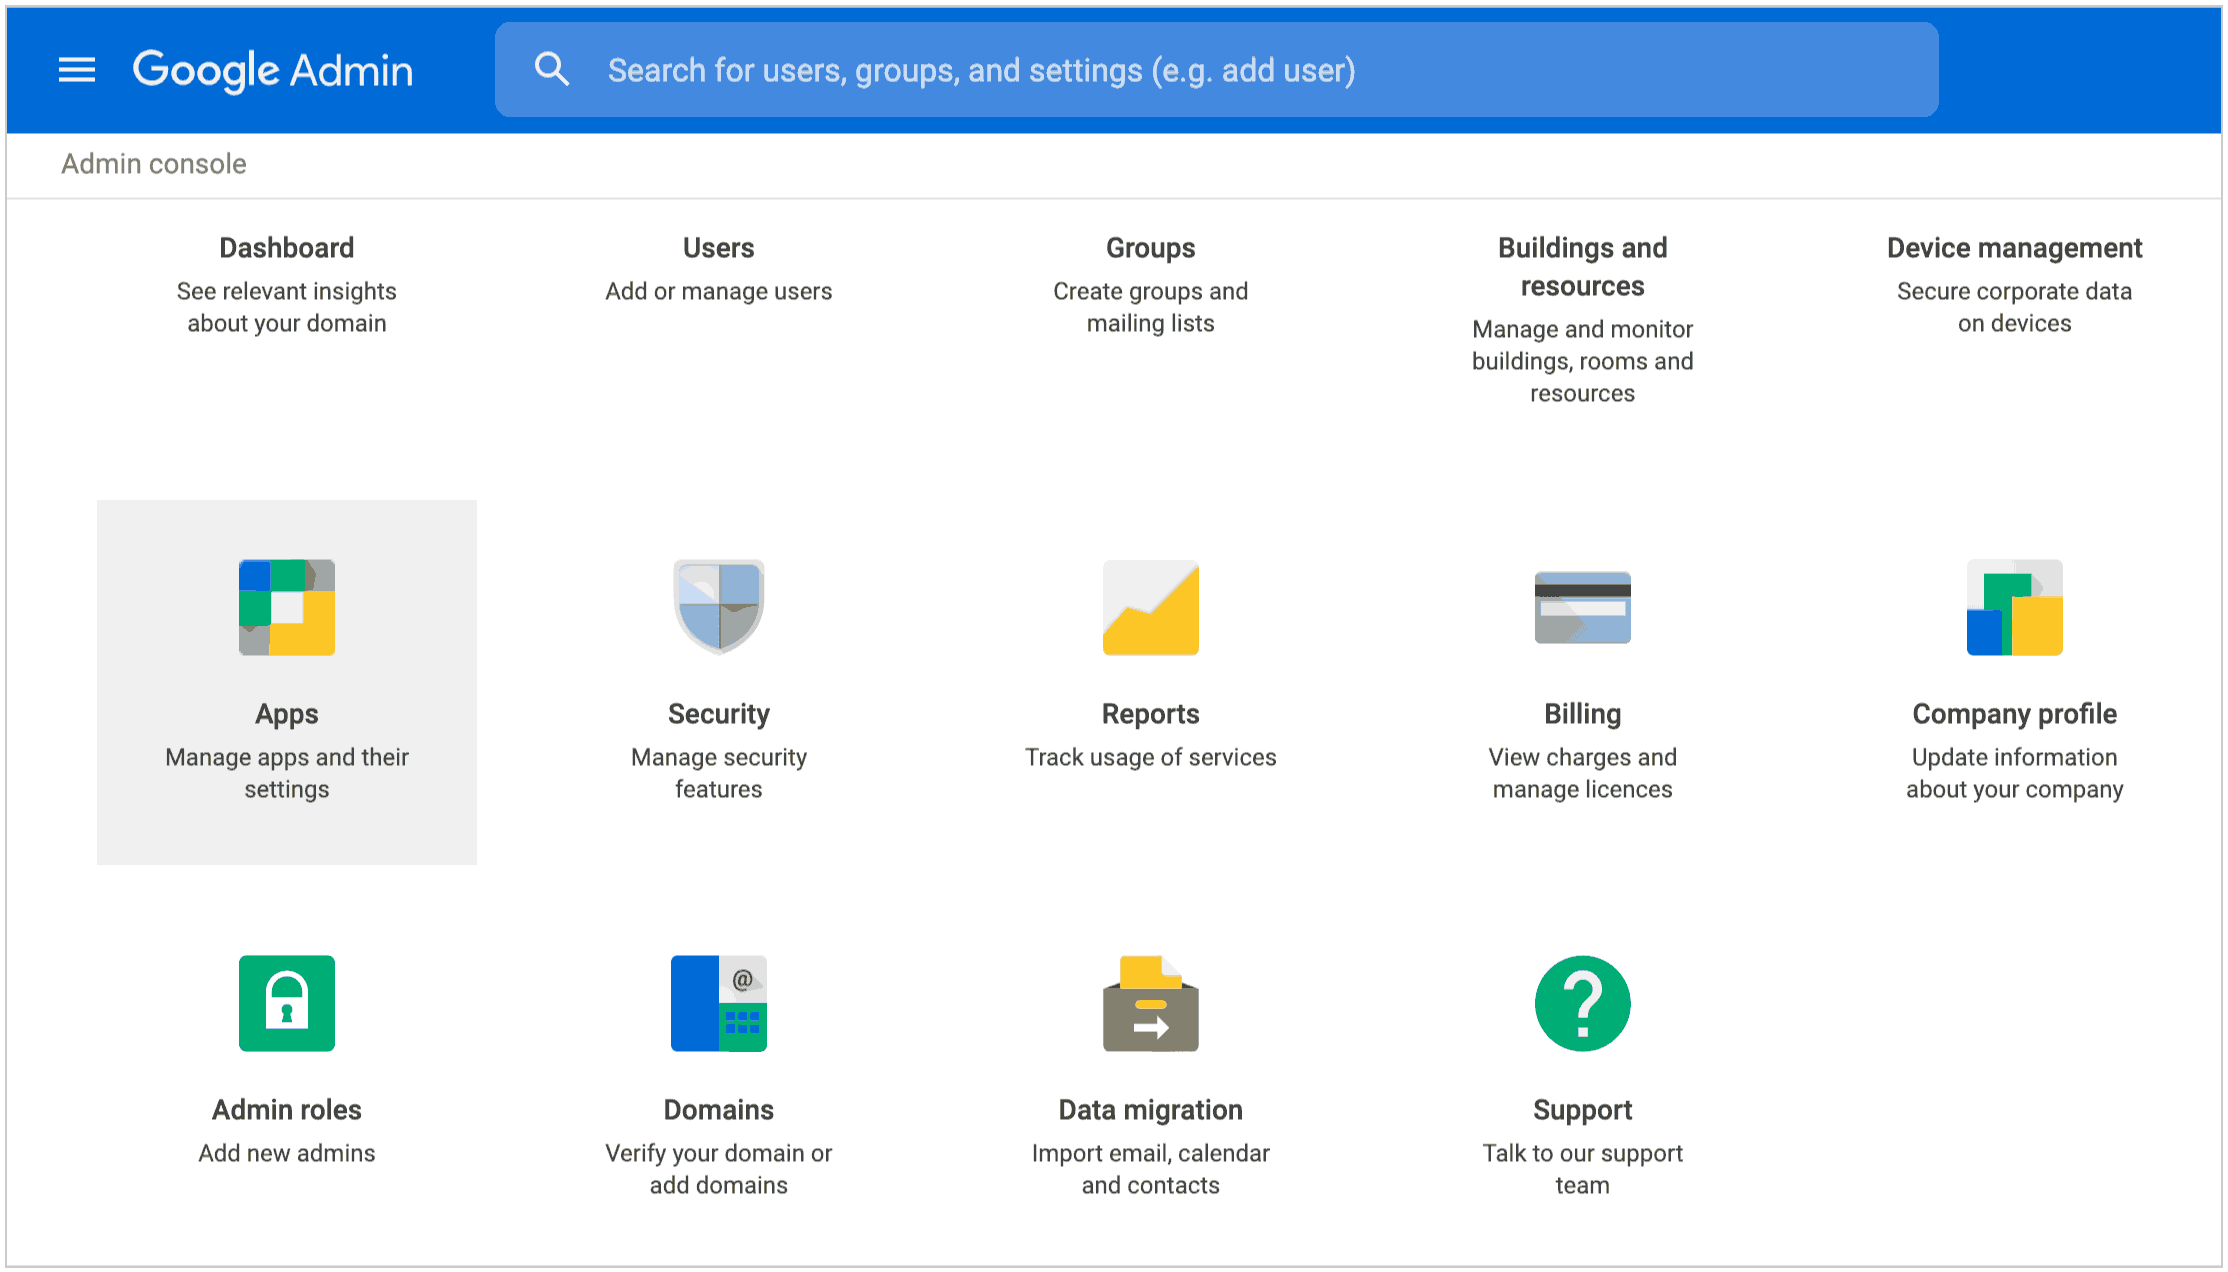 Google Admin
Search for users, groups, and settings (e.g. add user)
Admin console
Dashboard
See relevant insights
about your domain
Users
Add or manage users
Groups
Create groups and
mailing lists
Buildings and
resources
Manage and monitor
buildings, rooms and
resources
Device management
Secure corporate data
on devices
Apps
Manage apps and their
settings
Security
Manage security
features
Reports
Track usage of services
Billing
View charges and
manage licences
Company profile
Update information
about your company
Admin roles
Add new admins
@
Domains
Verify your domain or
add domains
Data migration
Import email, calendar
and contacts
?
Support
Talk to our support
team